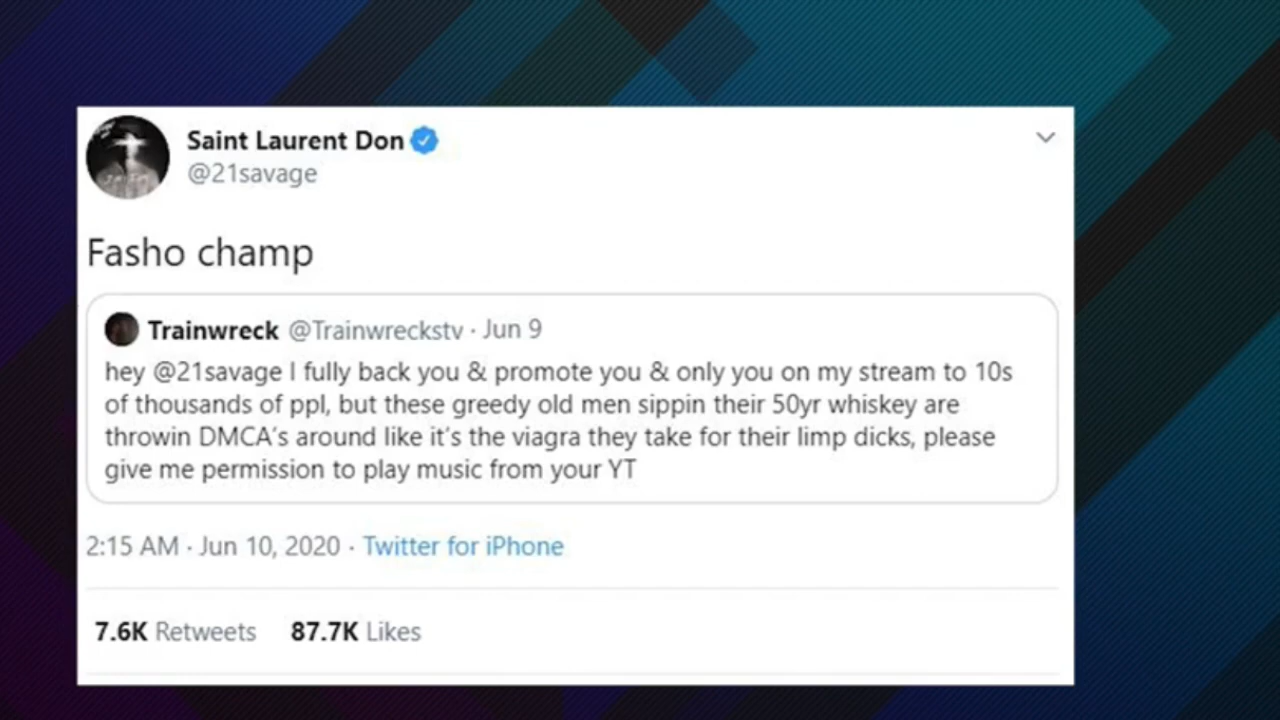 Saint Laurent Don
@21savage
Fasho champ
Trainwreck @Trainwreckstv · Jun 9
hey @21savage I fully back you & promote you & only you on my stream to 10s
of thousands of ppl, but these greedy old men sippin their 50yr whiskey are
throwin DMCA's around like it's the viagra they take for their limp dicks, please
give me permission to play music from your YT
2:15 AM · Jun 10, 2020 · Twitter for iPhone
7.6K Retweets 87.7K Likes